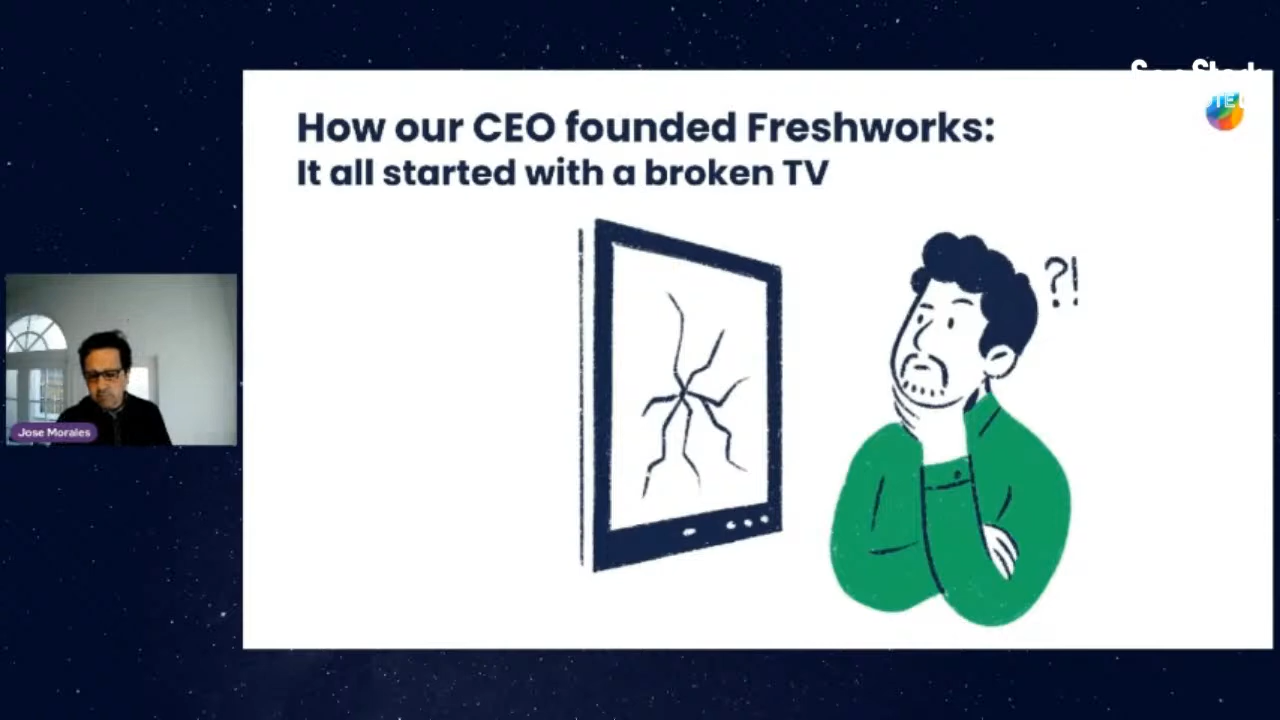 How our CEO founded Freshworks:
It all started with a broken TV
?!
Jose Morales